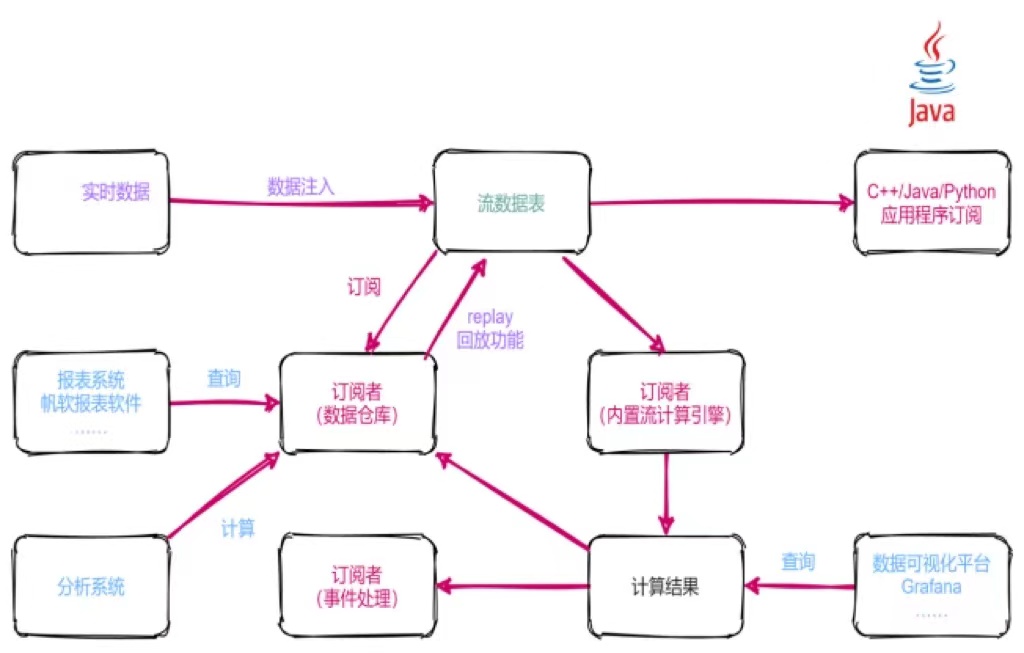 Java
实时数据
数据注入
流数据表
C++/Java/Python
应用程序订阅
订阅
replay
回放功能
报表系统
帆软报表软件
......
查询
订阅者
(数据仓库)
订阅者
(内置流计算引擎)
计算
分析系统
订阅者
(事件处理)
计算结果
查询
数据可视化平台
Grafana
......